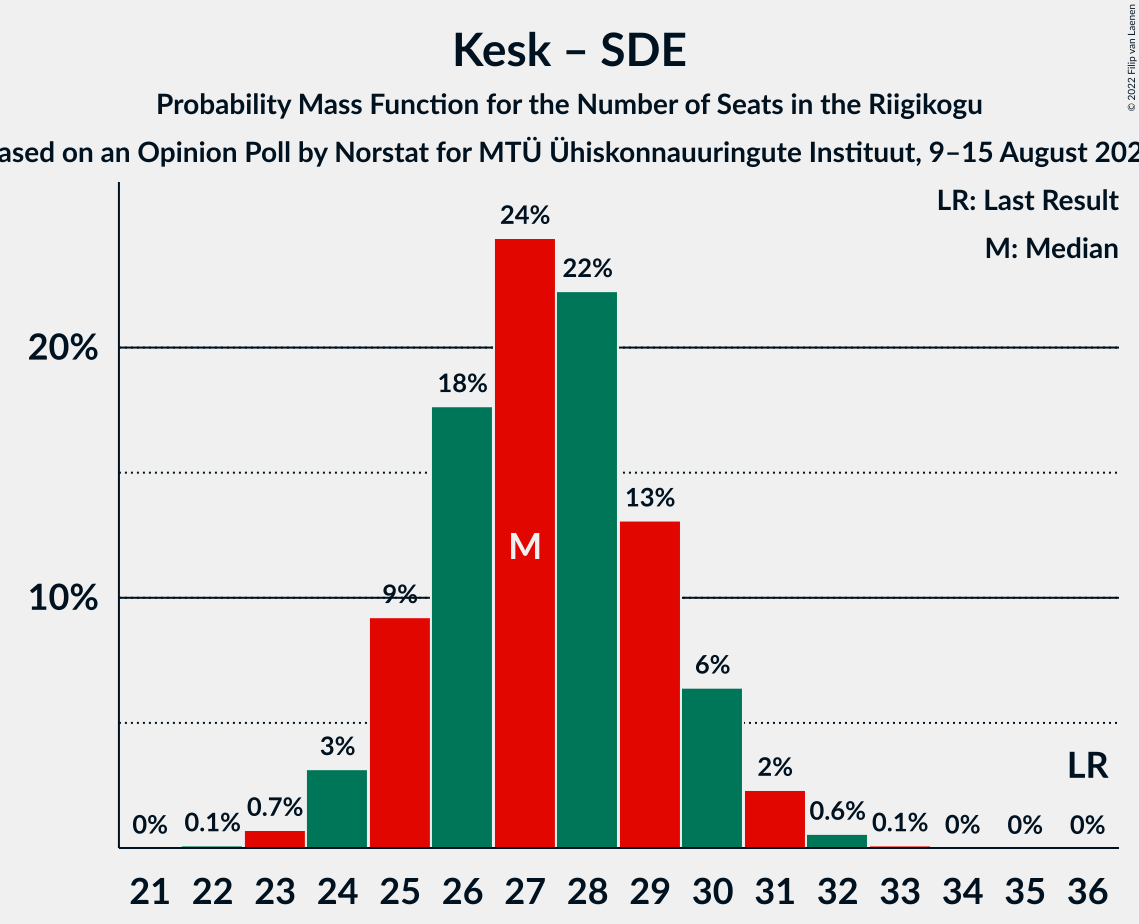 Kesk – SDE
Probability Mass Function for the Number of Seats in the Riigikogu
ased on an Opinion Poll by Norstat for MTÜ Ühiskonnauuringute Instituut, 9–15 August 202
© 2022 Filip van Laenen
LR: Last Result
M: Median
24%
22%
20%
18%
13%
M
10%
9%
6%
3%
2%
LR
0% 0.1% 0.7% 0.6% 0.1% 0% 0% 0%
21 22 23 24 25 26 27 28 29 30 31 32 33 34 35 36